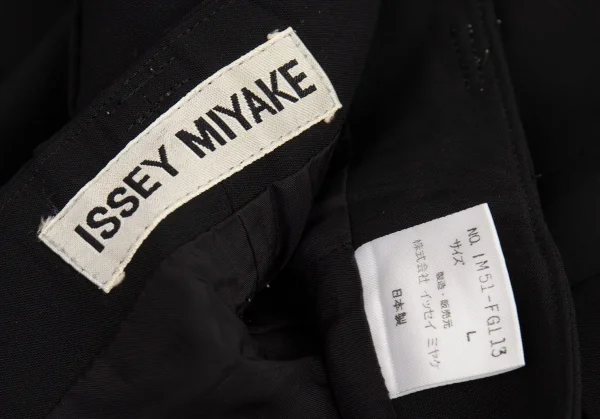 ISSEY MIYAKE
NO. IM51-FG113
サイズ L
製造・販売元
株式会社 イッセイ ミヤケ
日本製